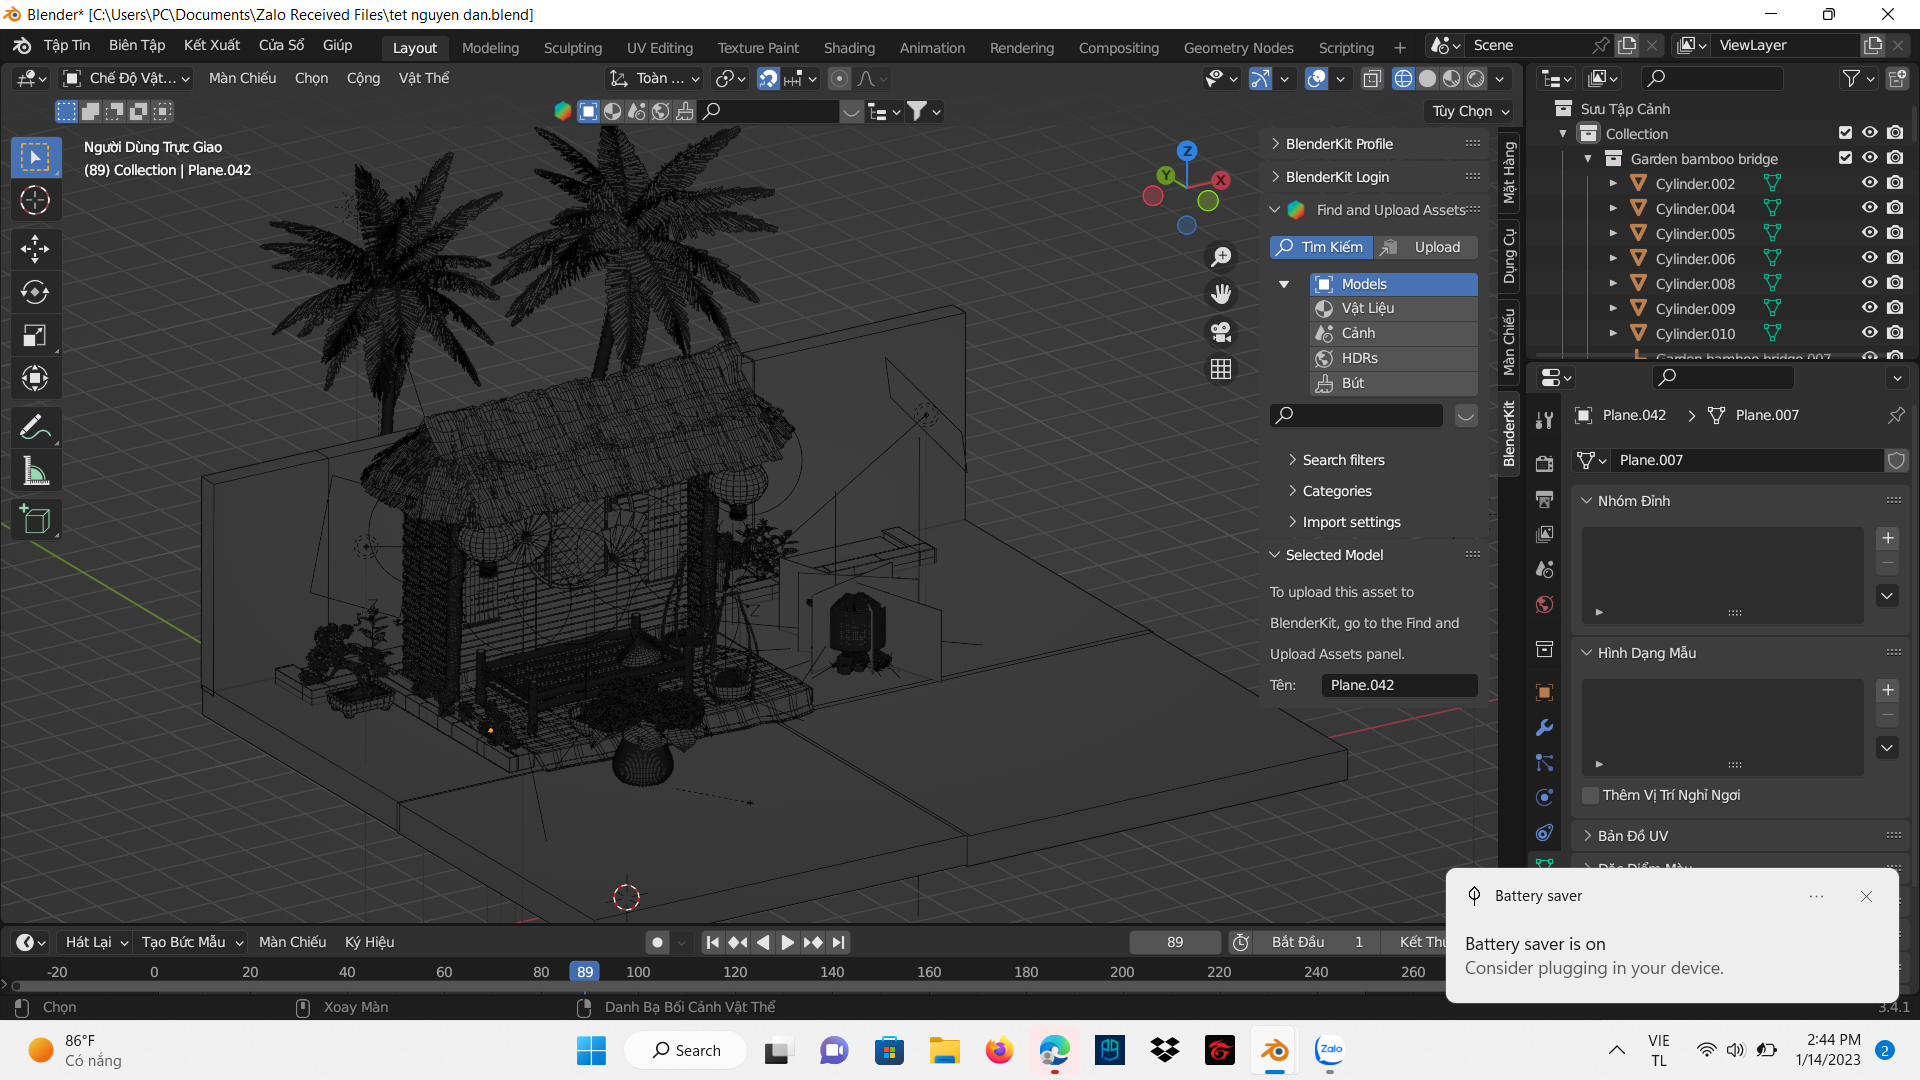 Blender* [C:\Users\PC\Documents\Zalo Received Files\tet nguyen dan.blend]
Tập Tin Biên Tập Kết Xuất Cửa Sổ Giúp
Layout Modeling Sculpting UV Editing Texture Paint Shading Animation Rendering Compositing Geometry Nodes Scripting
Scene
ViewLayer
Chế Độ Vật... Màn Chiếu Chọn Cộng Vật Thể
Toàn ...
Tùy Chọn
Người Dùng Trực Giao
(89) Collection | Plane.042
Z
Y
X
BlenderKit Profile
BlenderKit Login
Find and Upload Assets
Tìm Kiếm Upload
Models
Vật Liệu
Cảnh
HDRs
Bút
Search filters
Categories
Import settings
Selected Model
To upload this asset to
BlenderKit, go to the Find and
Upload Assets panel.
Tên: Plane.042
Mặt Hàng
Dụng Cụ
Màn Chiếu
BlenderKit
Sưu Tập Cảnh
Collection
Garden bamboo bridge
Cylinder.002
Cylinder.004
Cylinder.005
Cylinder.006
Cylinder.008
Cylinder.009
Cylinder.010
Garden bamboo bridge.007
Plane.042 Plane.007
Plane.007
Nhóm Đỉnh
Hình Dạng Mẫu
Thêm Vị Trí Nghỉ Ngơi
Bản Đồ UV
Đặc Điểm Màu
Battery saver
Battery saver is on
Consider plugging in your device.
Hát Lại Tạo Bức Mẫu Màn Chiếu Ký Hiệu
89 Bắt Đầu 1 Kết Thú
-20 0 20 40 60 80 89 100 120 140 160 180 200 220 240 260
Chọn Xoay Màn Danh Bạ Bối Cảnh Vật Thể
3.4.1
86°F
Có nắng
Search
Zalo
VIE
TL
2:44 PM
1/14/2023
2